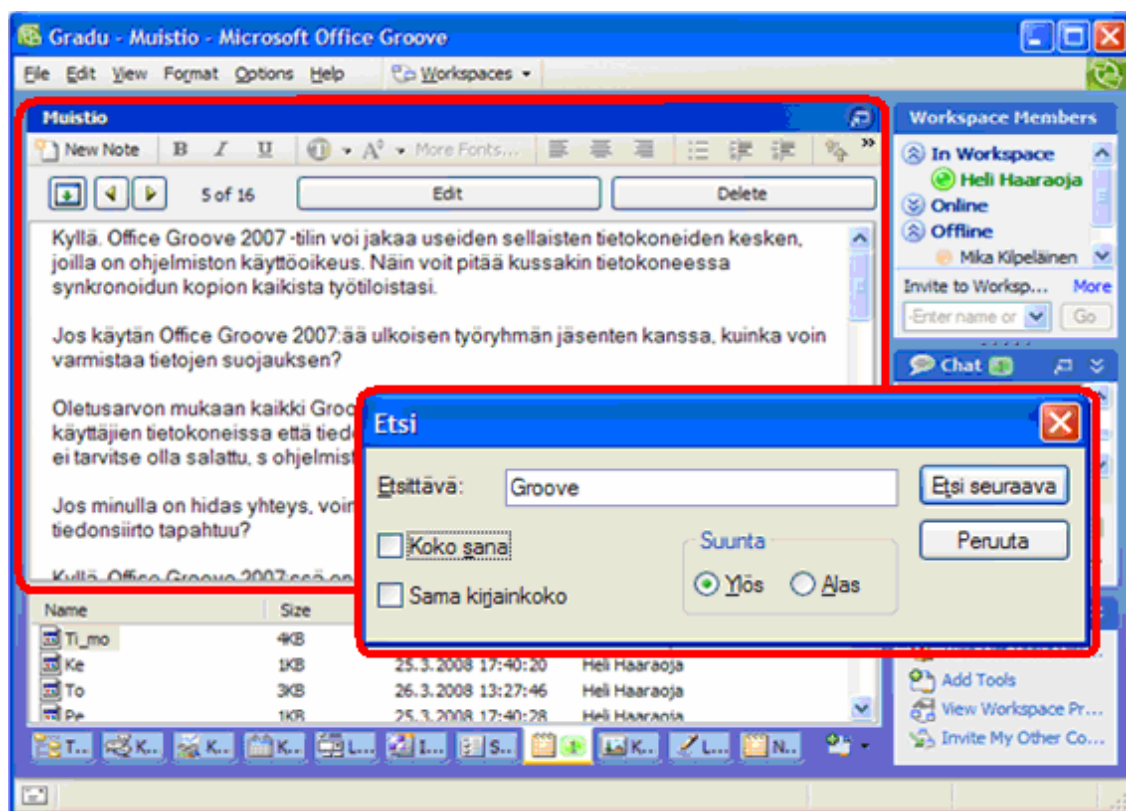 Gradu - Muistio - Microsoft Office Groove
File Edit View Format Options Help Workspaces
Muistio
New Note B I U More Fonts...
5 of 16 Edit Delete
Kyllä. Office Groove 2007 -tilin voi jakaa useiden sellaisten tietokoneiden kesken,
joilla on ohjelmiston käyttöoikeus. Näin voit pitää kussakin tietokoneessa
synkronoidun kopion kaikista työtiloistasi.
Jos käytän Office Groove 2007:ää ulkoisen työryhmän jäsenten kanssa, kuinka voin
varmistaa tietojen suojauksen?
Oletusarvon mukaan kaikki Groo
käyttäjien tietokoneissa että tied
ei tarvitse olla salattu, s ohjelmist
Jos minulla on hidas yhteys, voin
tiedonsiirto tapahtuu?
Kyllä. Office Groove 2007:ssä on
Workspace Members
In Workspace
Heli Haaraoja
Online
Offline
Mika Kilpeläinen
Invite to Worksp... More
-Enter name or Go
Chat
Etsi
Etsittävä: Groove Etsi seuraava
Koko sana Suunta Peruuta
Sama kirjainkoko Ylös Alas
Name Size
Ti_mo 4KB
Ke 1KB 25.3.2008 17:40:20 Heli Haaraoja
To 3KB 26.3.2008 13:27:46 Heli Haaraoja
Pe 1KB 25.3.2008 17:40:28 Heli Haaraoja
Add Tools
View Workspace Pr...
Invite My Other Co...
T... K... K... K... L... I... S... K... L... N...